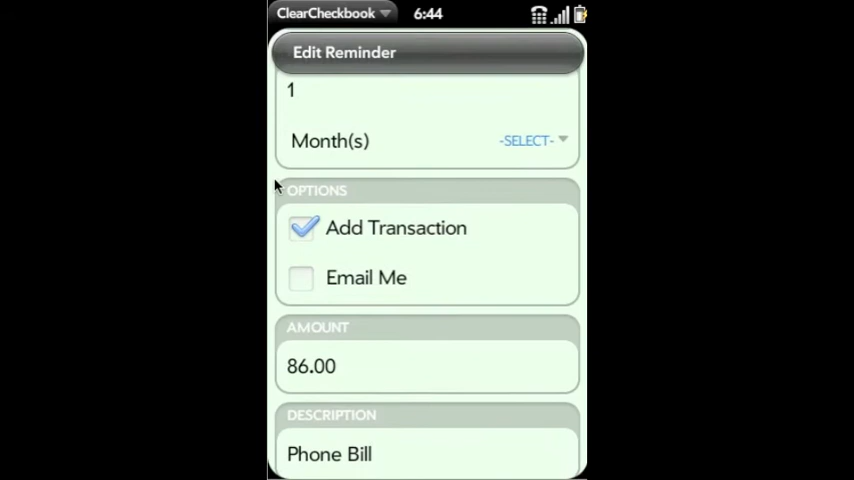 ClearCheckbook 6:44
Edit Reminder
1
Month(s) -SELECT-
OPTIONS
Add Transaction
Email Me
AMOUNT
86.00
DESCRIPTION
Phone Bill